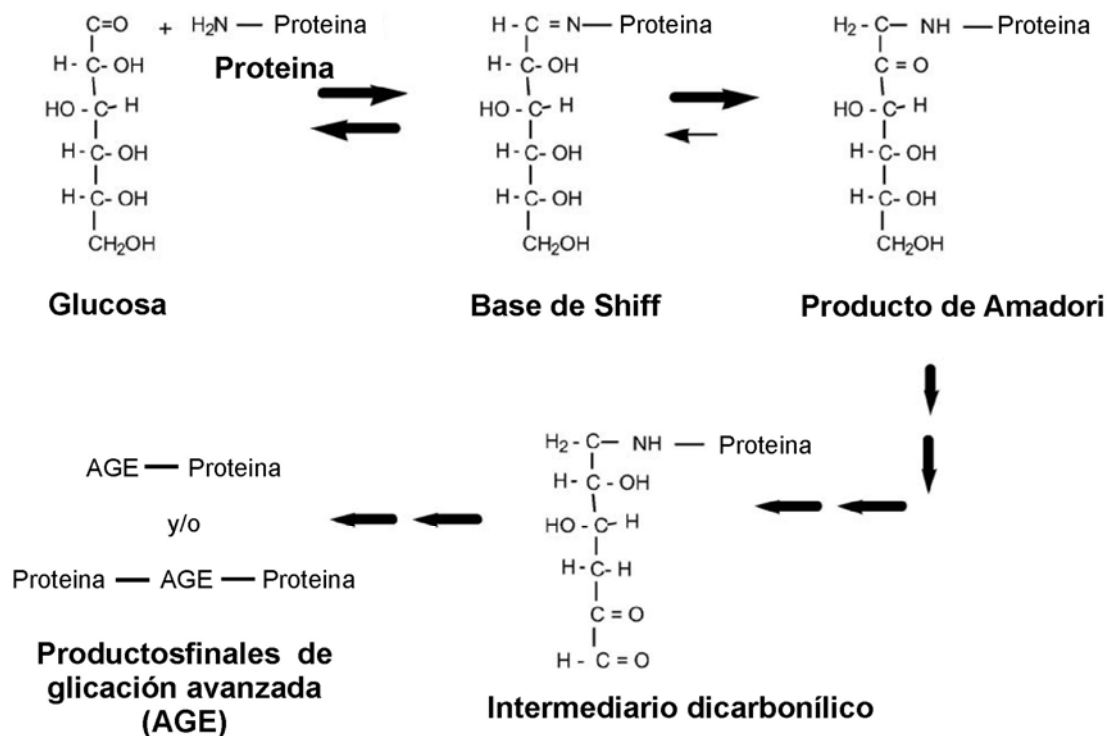 C=O + H₂N — Proteina
H - C - OH
HO - C - H
H - C - OH
H - C - OH
CH₂OH
Proteina
Glucosa
H - C = N — Proteina
H - C - OH
HO - C - H
H - C - OH
H - C - OH
CH₂OH
Base de Shiff
H₂ - C — NH — Proteina
C = O
HO - C - H
H - C - OH
H - C - OH
CH₂OH
Producto de Amadori
H₂ - C — NH — Proteina
H - C - OH
HO - C - H
H - C - H
C = O
H - C = O
Intermediario dicarbonílico
AGE — Proteina
y/o
Proteina — AGE — Proteina
Productosfinales de
glicación avanzada
(AGE)